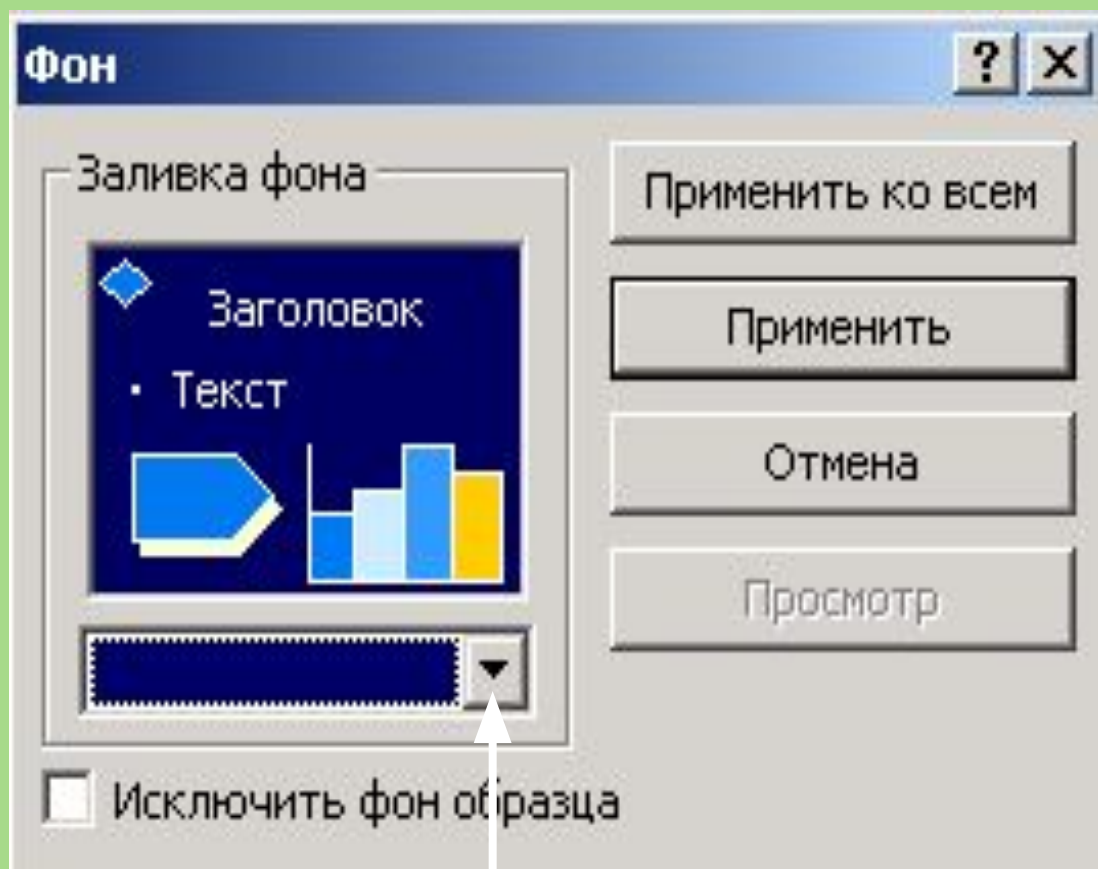 Фон
?
Заливка фона
Заголовок
· Текст
Применить ко всем
Применить
Отмена
Просмотр
Исключить фон образца